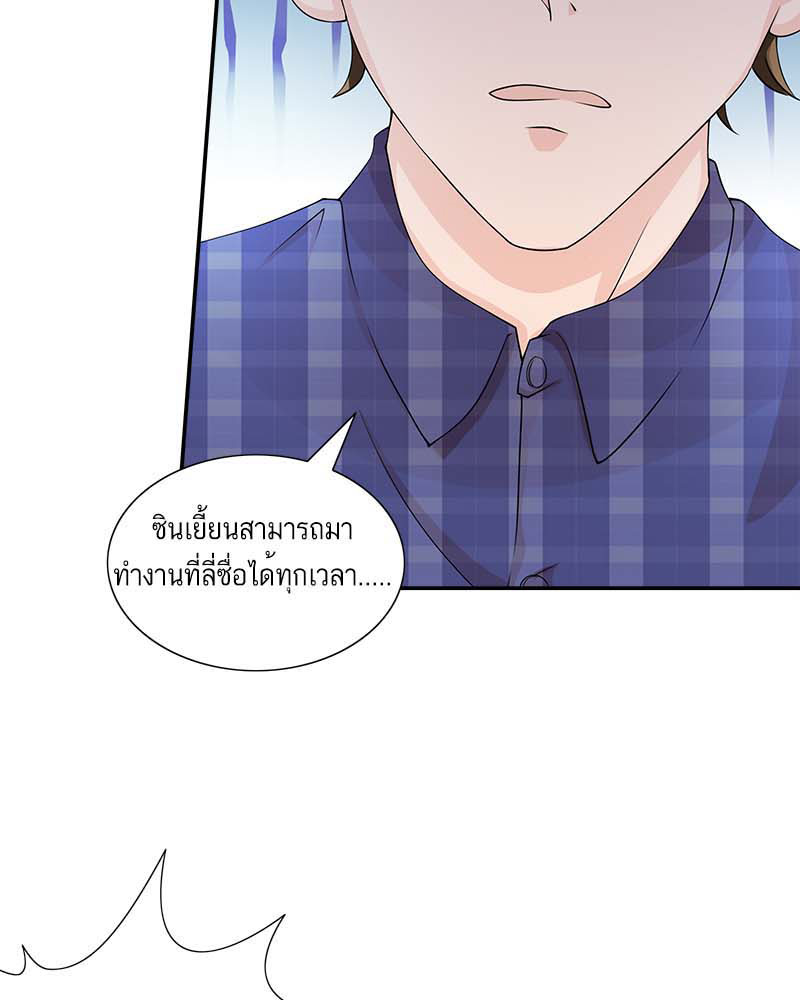 ซินเยี้ยนสามารถมา
ทำงานที่ลี่ซื่อได้ทุกเวลา.....